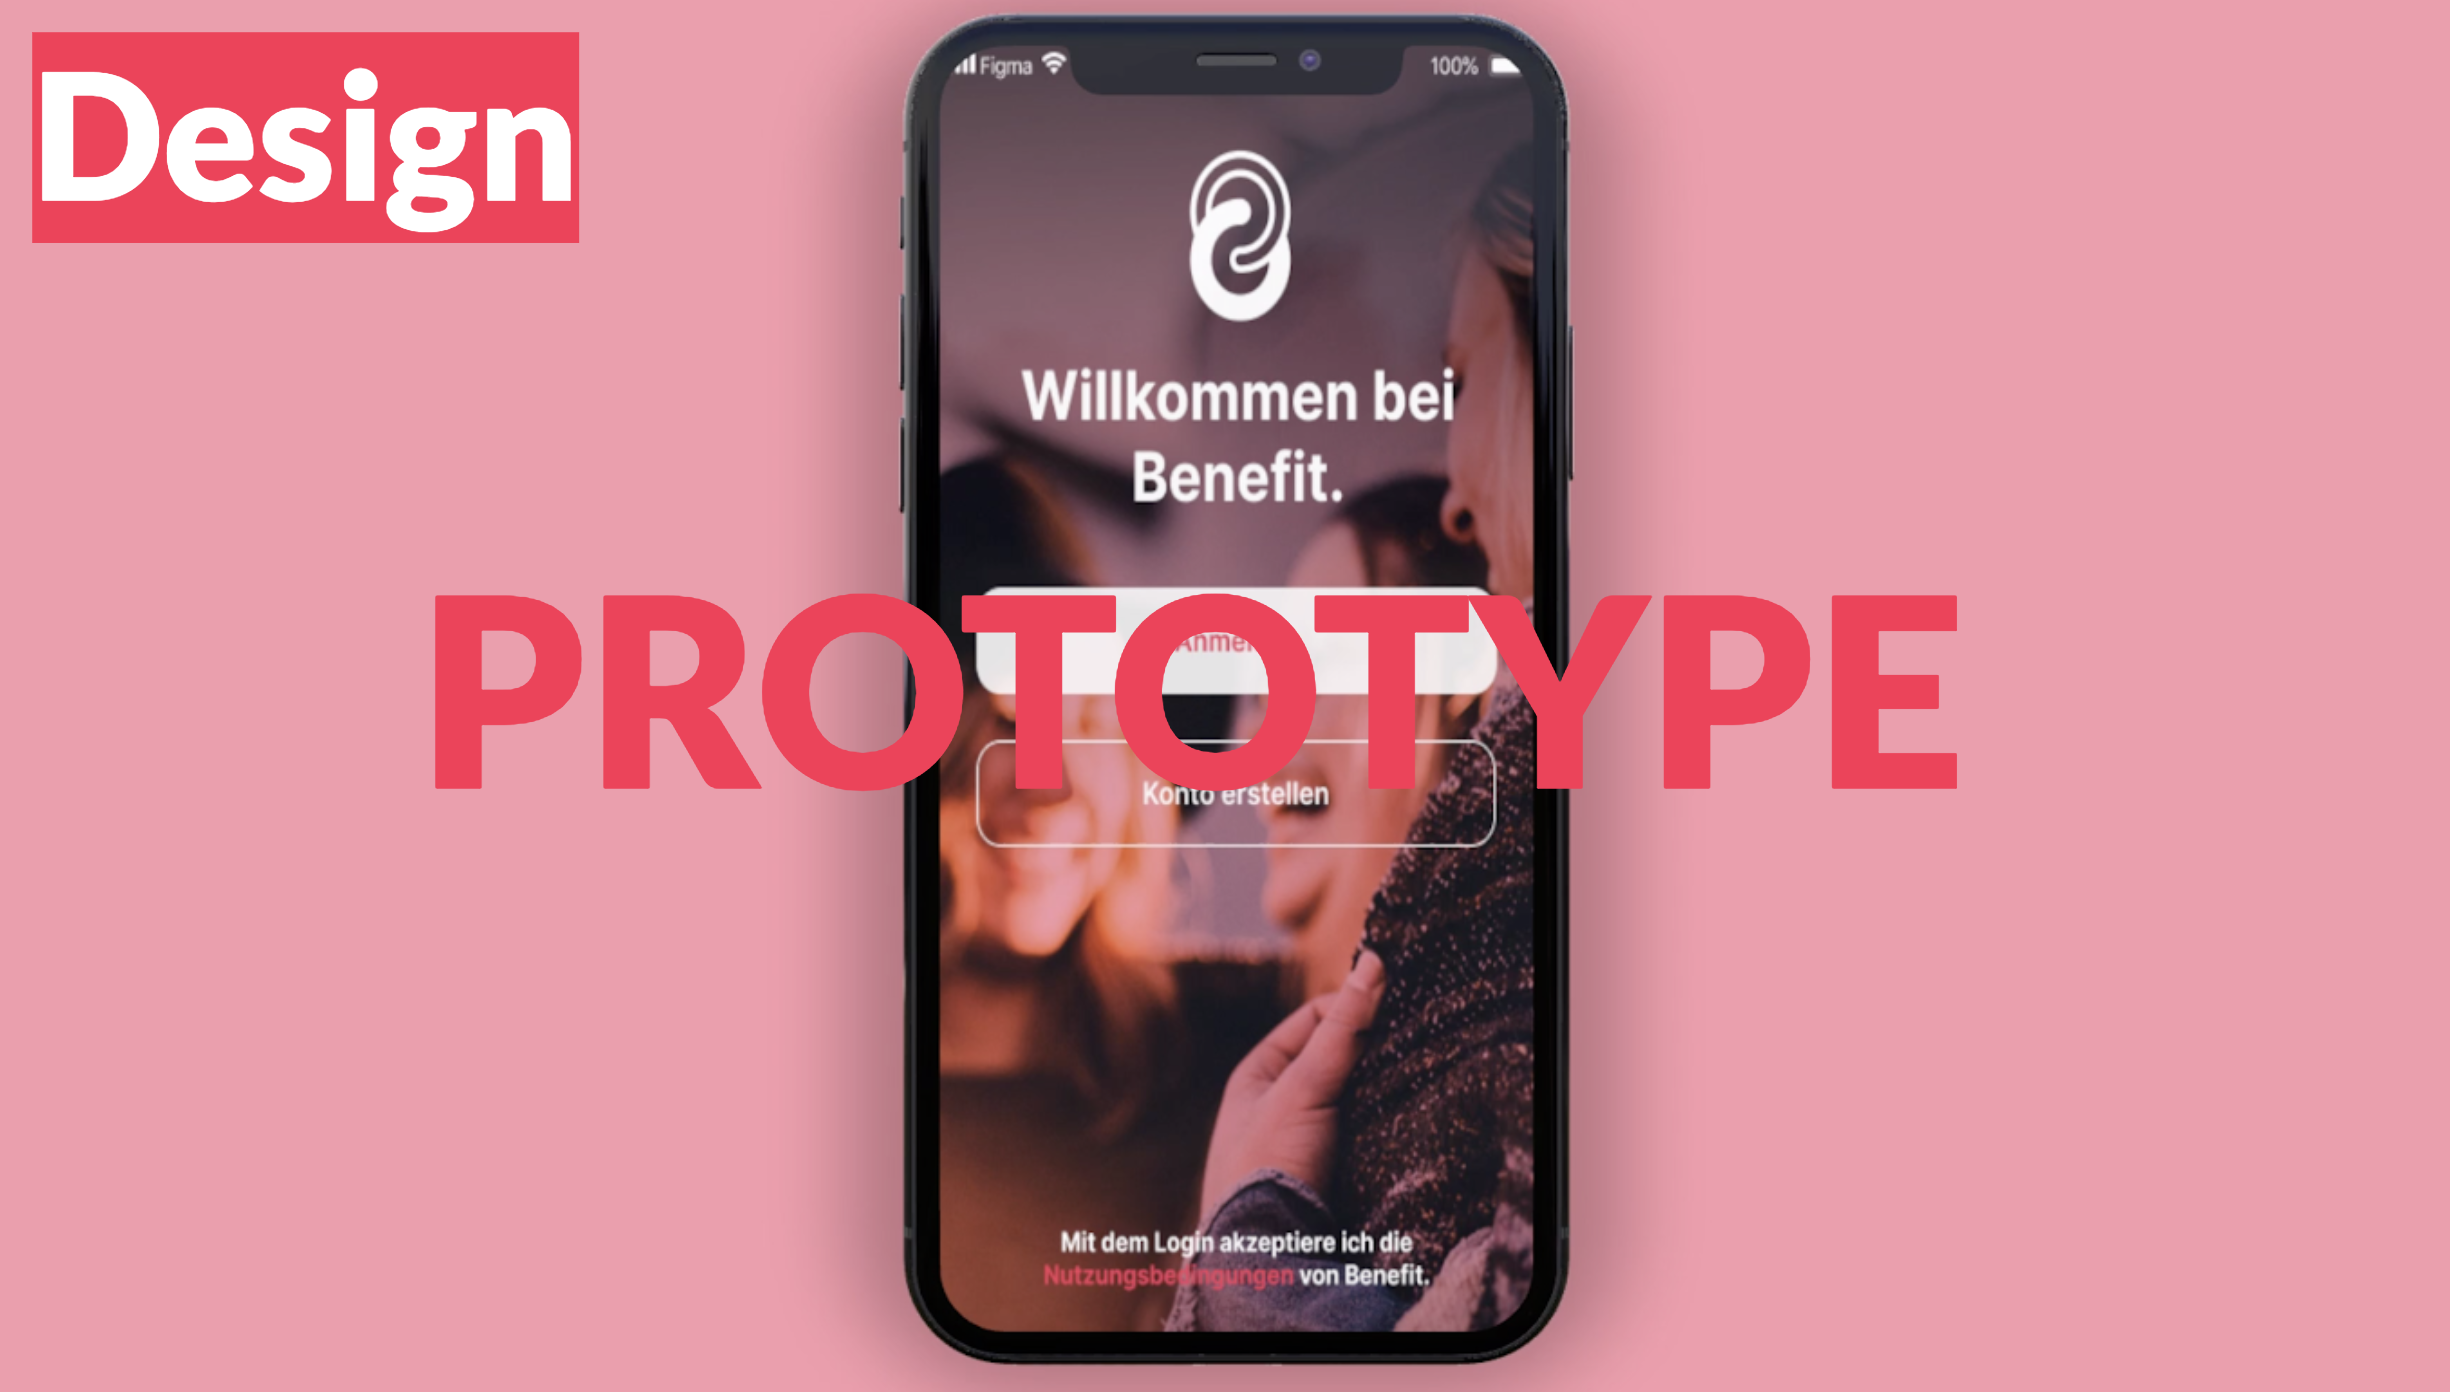 Design
Figma
100%
Willkommen bei
Benefit.
PROTOTYPE
Konto erstellen
Mit dem Login akzeptiere ich die
Nutzungsbedingungen von Benefit.